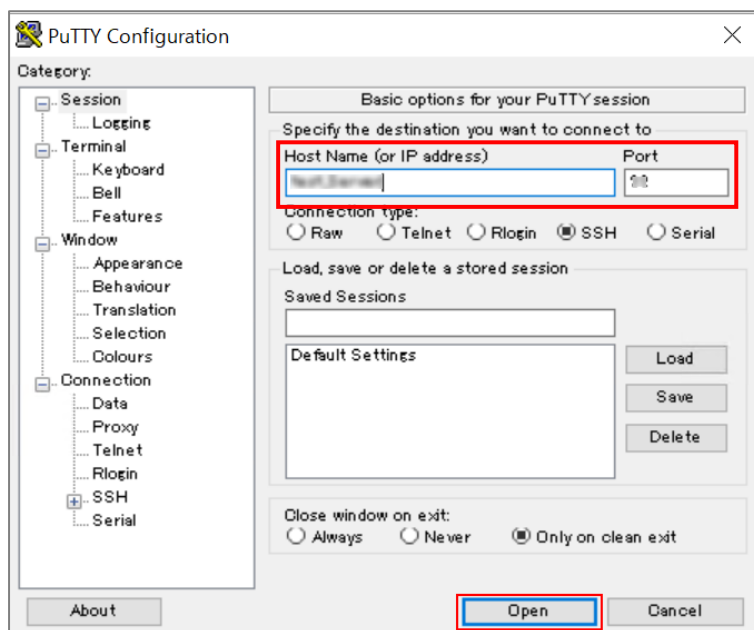 PuTTY Configuration
Category:
Session
Logging
Terminal
Keyboard
Bell
Features
Window
Appearance
Behaviour
Translation
Selection
Colours
Connection
Data
Proxy
Telnet
Rlogin
SSH
Serial
Basic options for your PuTTY session
Specify the destination you want to connect to
Host Name (or IP address) Port
Connection type:
Raw Telnet Rlogin SSH Serial
Load, save or delete a stored session
Saved Sessions
Default Settings
Load
Save
Delete
Close window on exit:
Always Never Only on clean exit
About Open Cancel